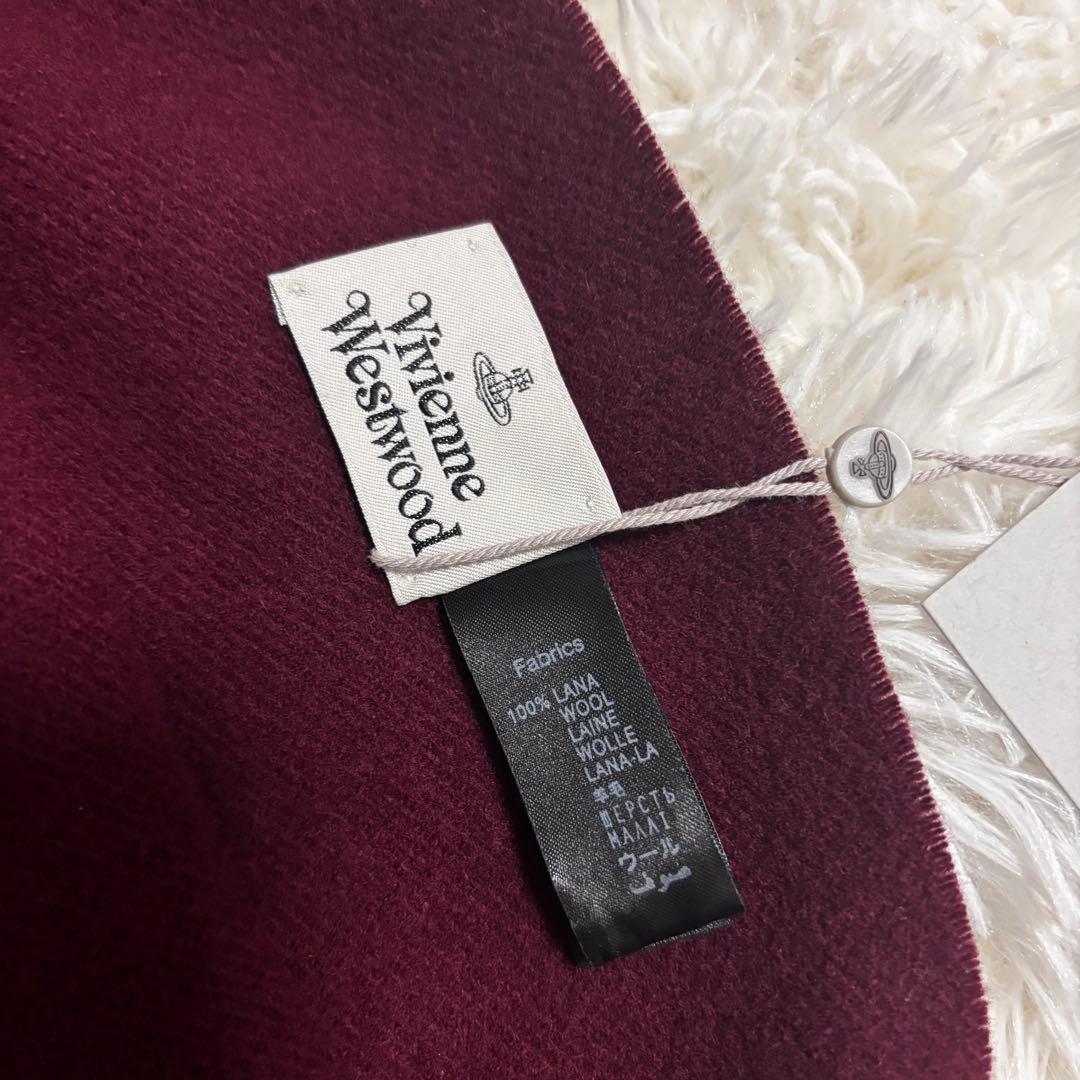 Vivienne
Westwood
Fabrics
100% LANA
WOOL
LAINE
WOLLE
LANA-LA
羊毛
ШЕРСТЬ
ΜΑΛΛΙ
ウール
صوف